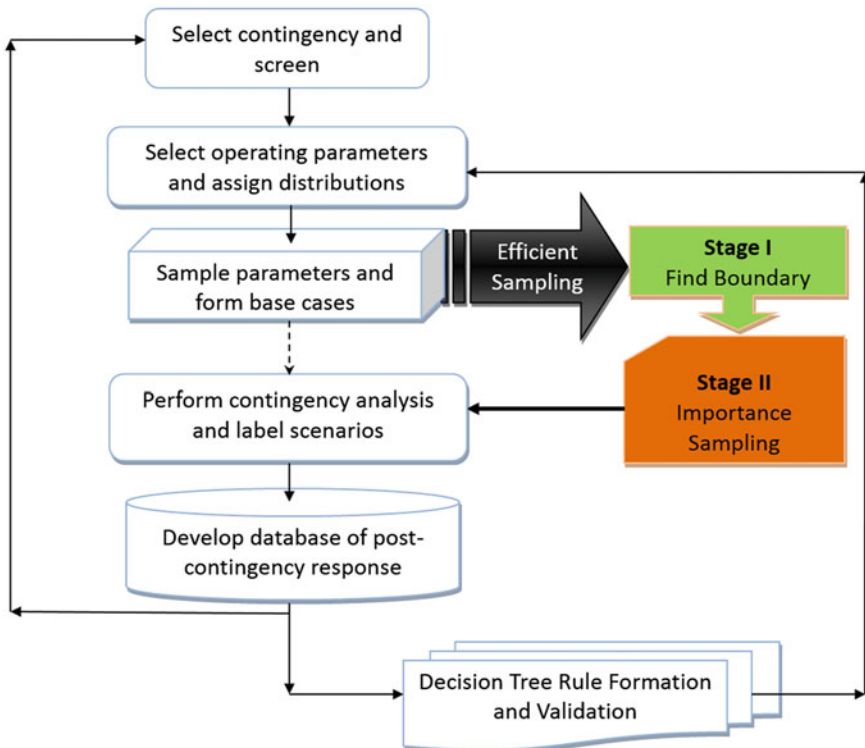 Select contingency and
screen
Select operating parameters
and assign distributions
Sample parameters and
form base cases
Efficient
Sampling
Stage I
Find Boundary
Stage II
Importance
Sampling
Perform contingency analysis
and label scenarios
Develop database of post-
contingency response
Decision Tree Rule Formation
and Validation